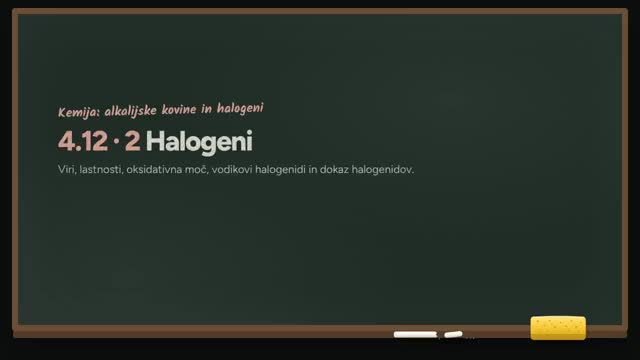 Kemija: alkalijske kovine in halogeni
4.12 · 2 Halogeni
Viri, lastnosti, oksidativna moč, vodikovi halogenidi in dokaz halogenidov.